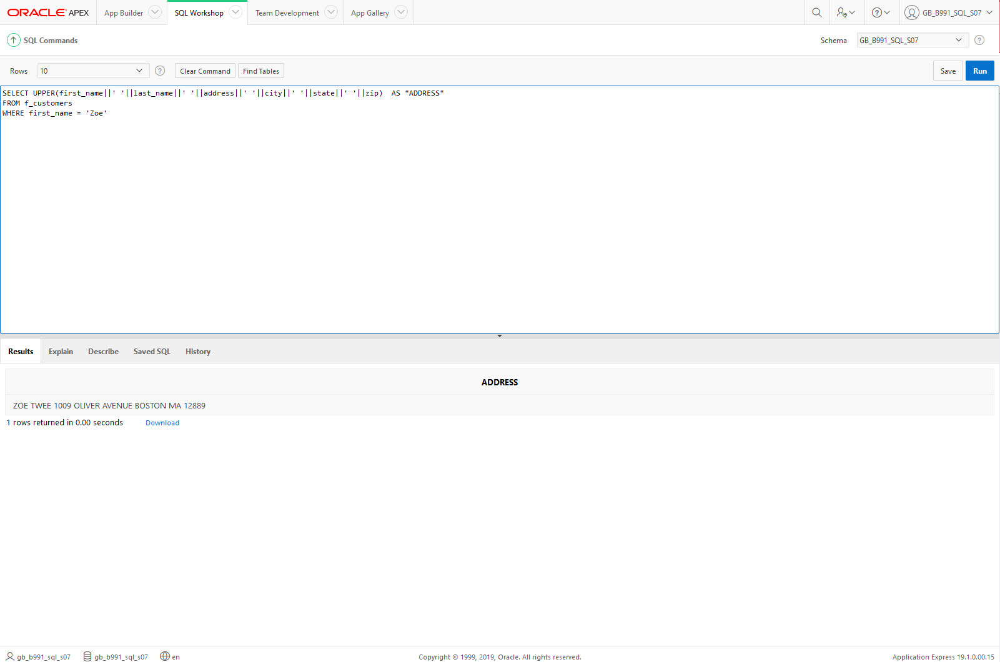 ORACLE APEX App Builder SQL Workshop Team Development App Gallery GB_B991_SQL_S07
SQL Commands Schema GB_B991_SQL_S07
Rows 10 Clear Command Find Tables Save Run
SELECT UPPER(first_name||' '||last_name||' '||address||' '||city||' '||state||' '||zip)  AS "ADDRESS"
FROM f_customers
WHERE first_name = 'Zoe'
Results Explain Describe Saved SQL History
ADDRESS
ZOE TWEE 1009 OLIVER AVENUE BOSTON MA 12889
1 rows returned in 0.00 seconds Download
gb_b991_sql_s07 gb_b991_sql_s07 en Copyright © 1999, 2019, Oracle. All rights reserved. Application Express 19.1.0.00.15